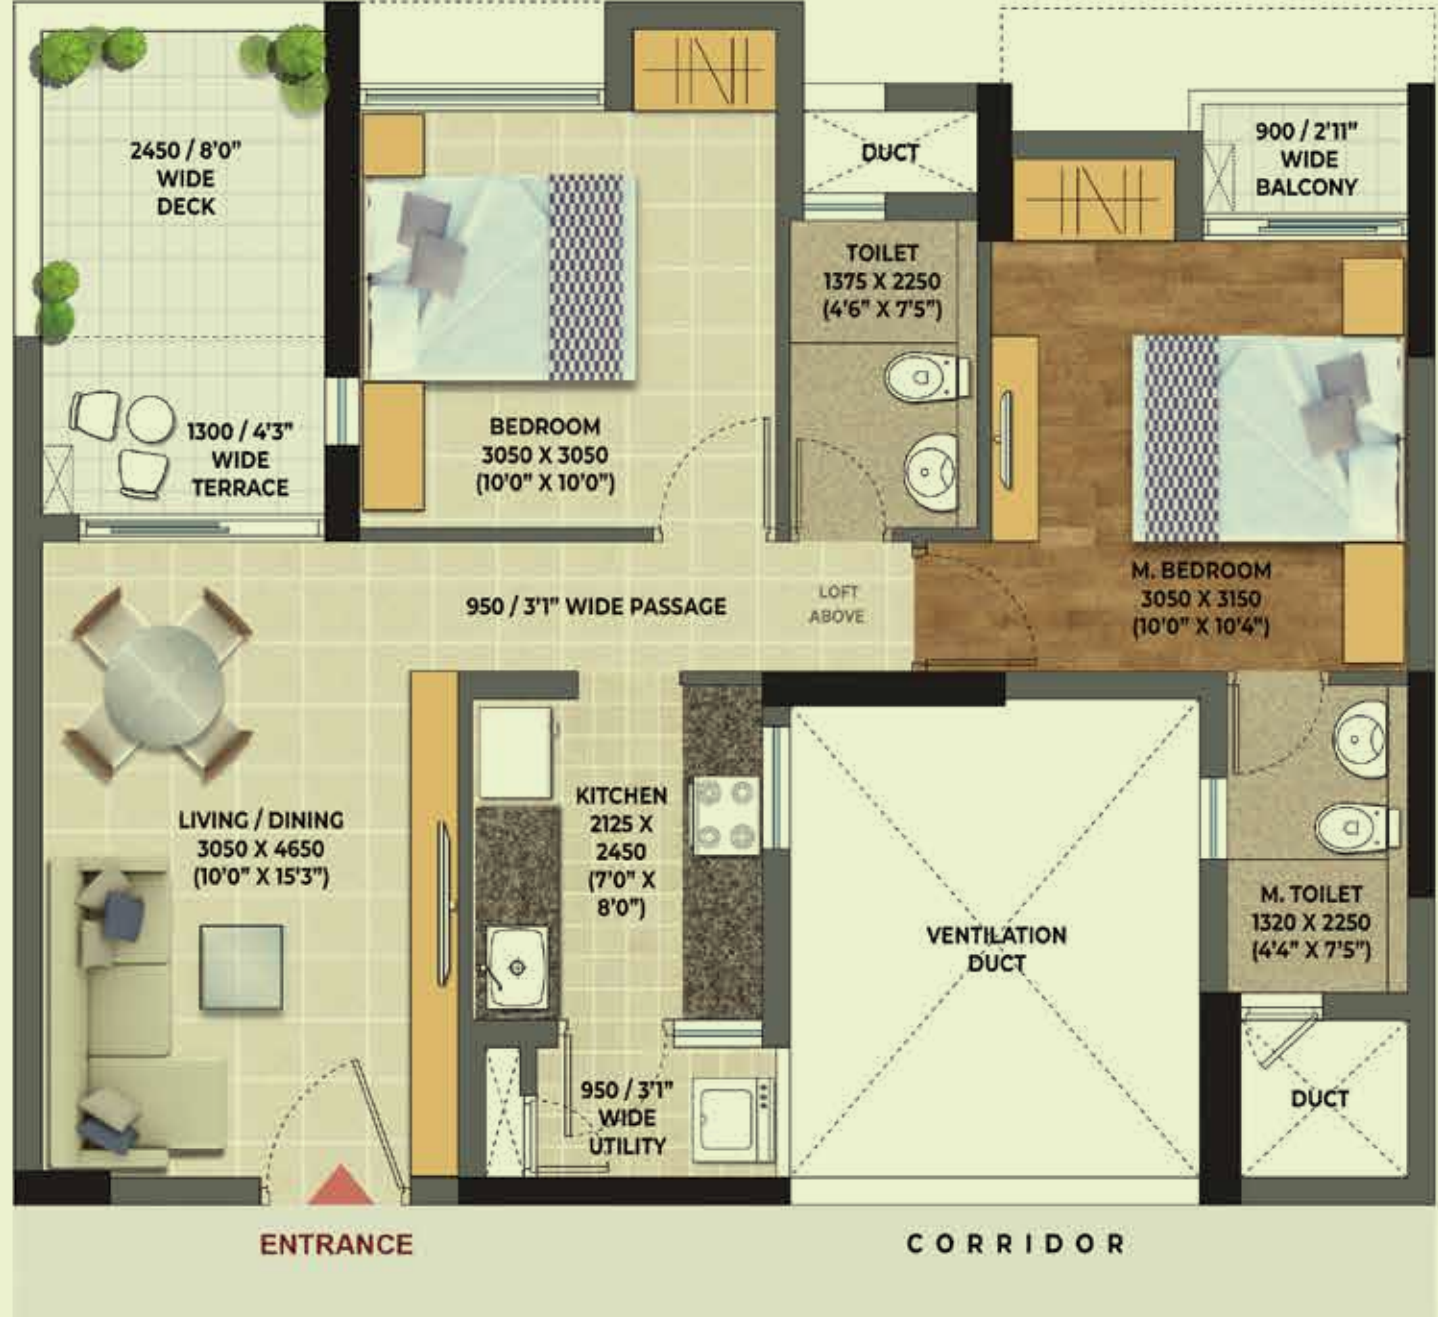 2450 / 8'0"
WIDE
DECK
1300 / 4'3"
WIDE
TERRACE
BEDROOM
3050 X 3050
(10'0" X 10'0")
DUCT
TOILET
1375 X 2250
(4'6" X 7'5")
900 / 2'11"
WIDE
BALCONY
M. BEDROOM
3050 X 3150
(10'0" X 10'4")
950 / 3'1" WIDE PASSAGE
LOFT
ABOVE
LIVING / DINING
3050 X 4650
(10'0" X 15'3")
KITCHEN
2125 X
2450
(7'0" X
8'0")
950 / 3'1"
WIDE
UTILITY
VENTILATION
DUCT
M. TOILET
1320 X 2250
(4'4" X 7'5")
DUCT
ENTRANCE
CORRIDOR